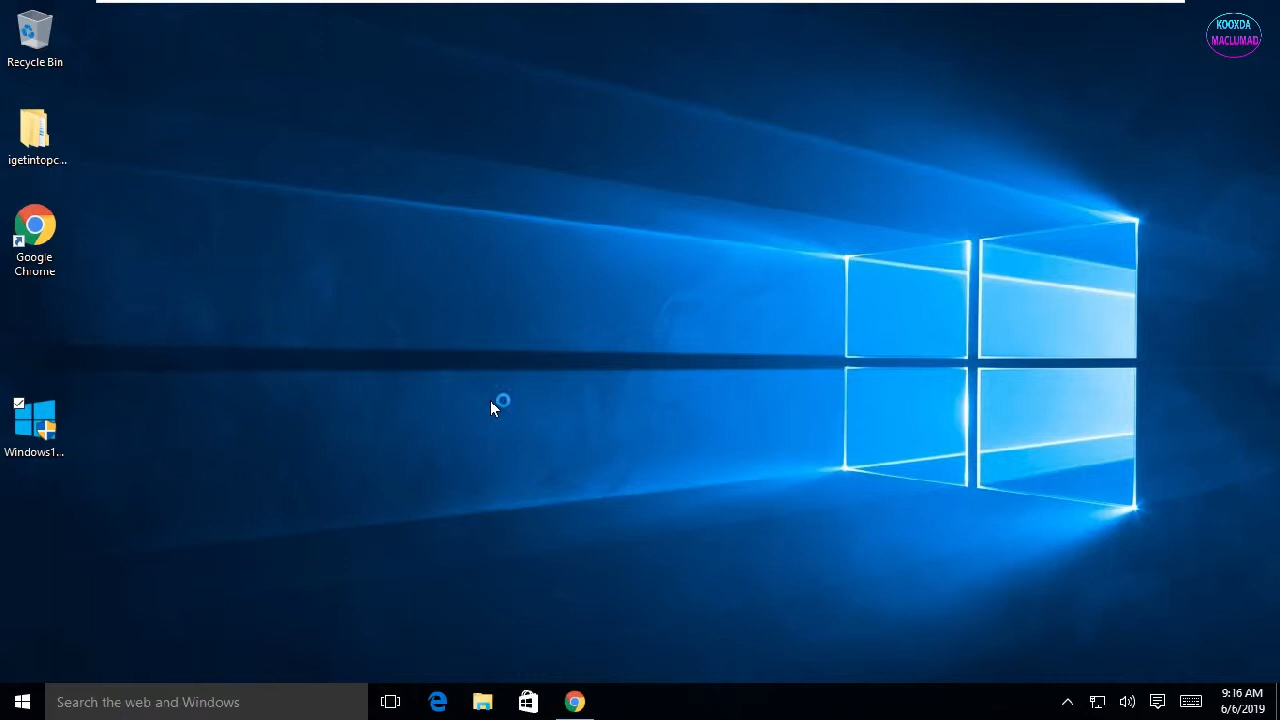 Recycle Bin
KOOXDA
MACLUMAD
igetintopc...
Google
Chrome
Windows1...
Search the web and Windows
9:16 AM
6/6/2019